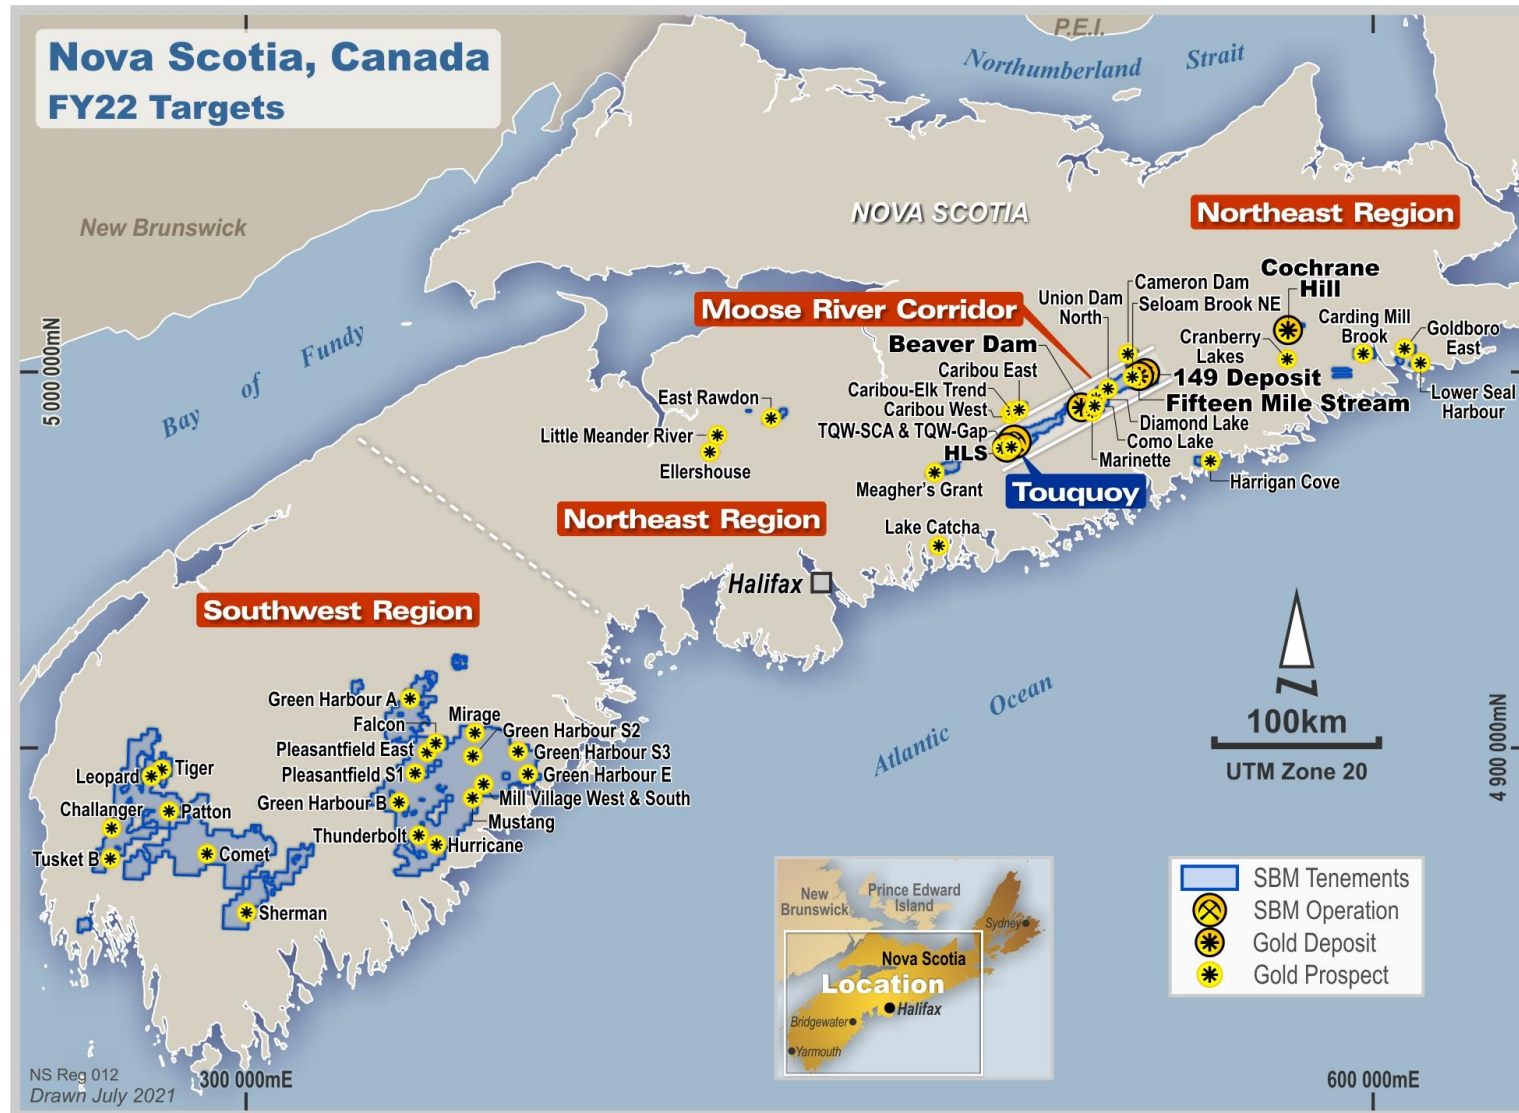 Nova Scotia, Canada
FY22 Targets
P.E.I.
Northumberland Strait
New Brunswick
NOVA SCOTIA
Northeast Region
Bay of Fundy
5 000 000mN
Moose River Corridor
Cochrane
Hill
Cameron Dam
Seloam Brook NE
Union Dam
North
Beaver Dam
Caribou East
Caribou-Elk Trend
Caribou West
TQW-SCA & TQW-Gap
HLS
Touquoy
149 Deposit
Fifteen Mile Stream
Diamond Lake
Como Lake
Marinette
Cranberry
Lakes
Carding Mill
Brook
Goldboro
East
Lower Seal
Harbour
Harrigan Cove
East Rawdon
Little Meander River
Ellershouse
Meagher's Grant
Lake Catcha
Northeast Region
Halifax
Southwest Region
Green Harbour A
Falcon
Mirage
Green Harbour S2
Pleasantfield East
Green Harbour S3
Pleasantfield S1
Green Harbour E
Green Harbour B
Mill Village West & South
Mustang
Thunderbolt
Hurricane
Leopard
Tiger
Challanger
Patton
Tusket B
Comet
Sherman
Atlantic Ocean
N
100km
UTM Zone 20
4 900 000mN
New
Brunswick
Prince Edward
Island
Sydney
Nova Scotia
Location
Halifax
Bridgewater
Yarmouth
SBM Tenements
SBM Operation
Gold Deposit
Gold Prospect
NS Reg 012
Drawn July 2021
300 000mE
600 000mE